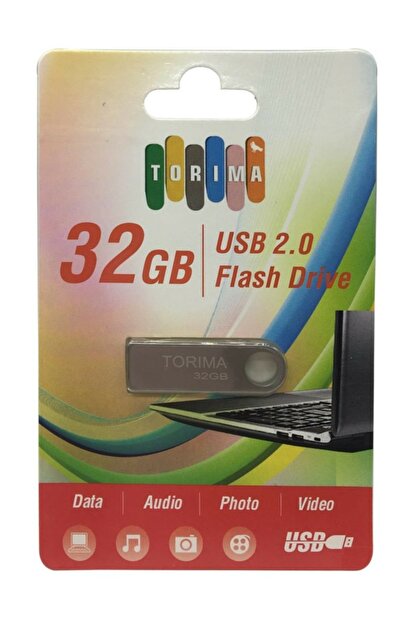 TORIMA
32GB
USB 2.0
Flash Drive
TORIMA
32GB
Data
Audio
Photo
Video
USB